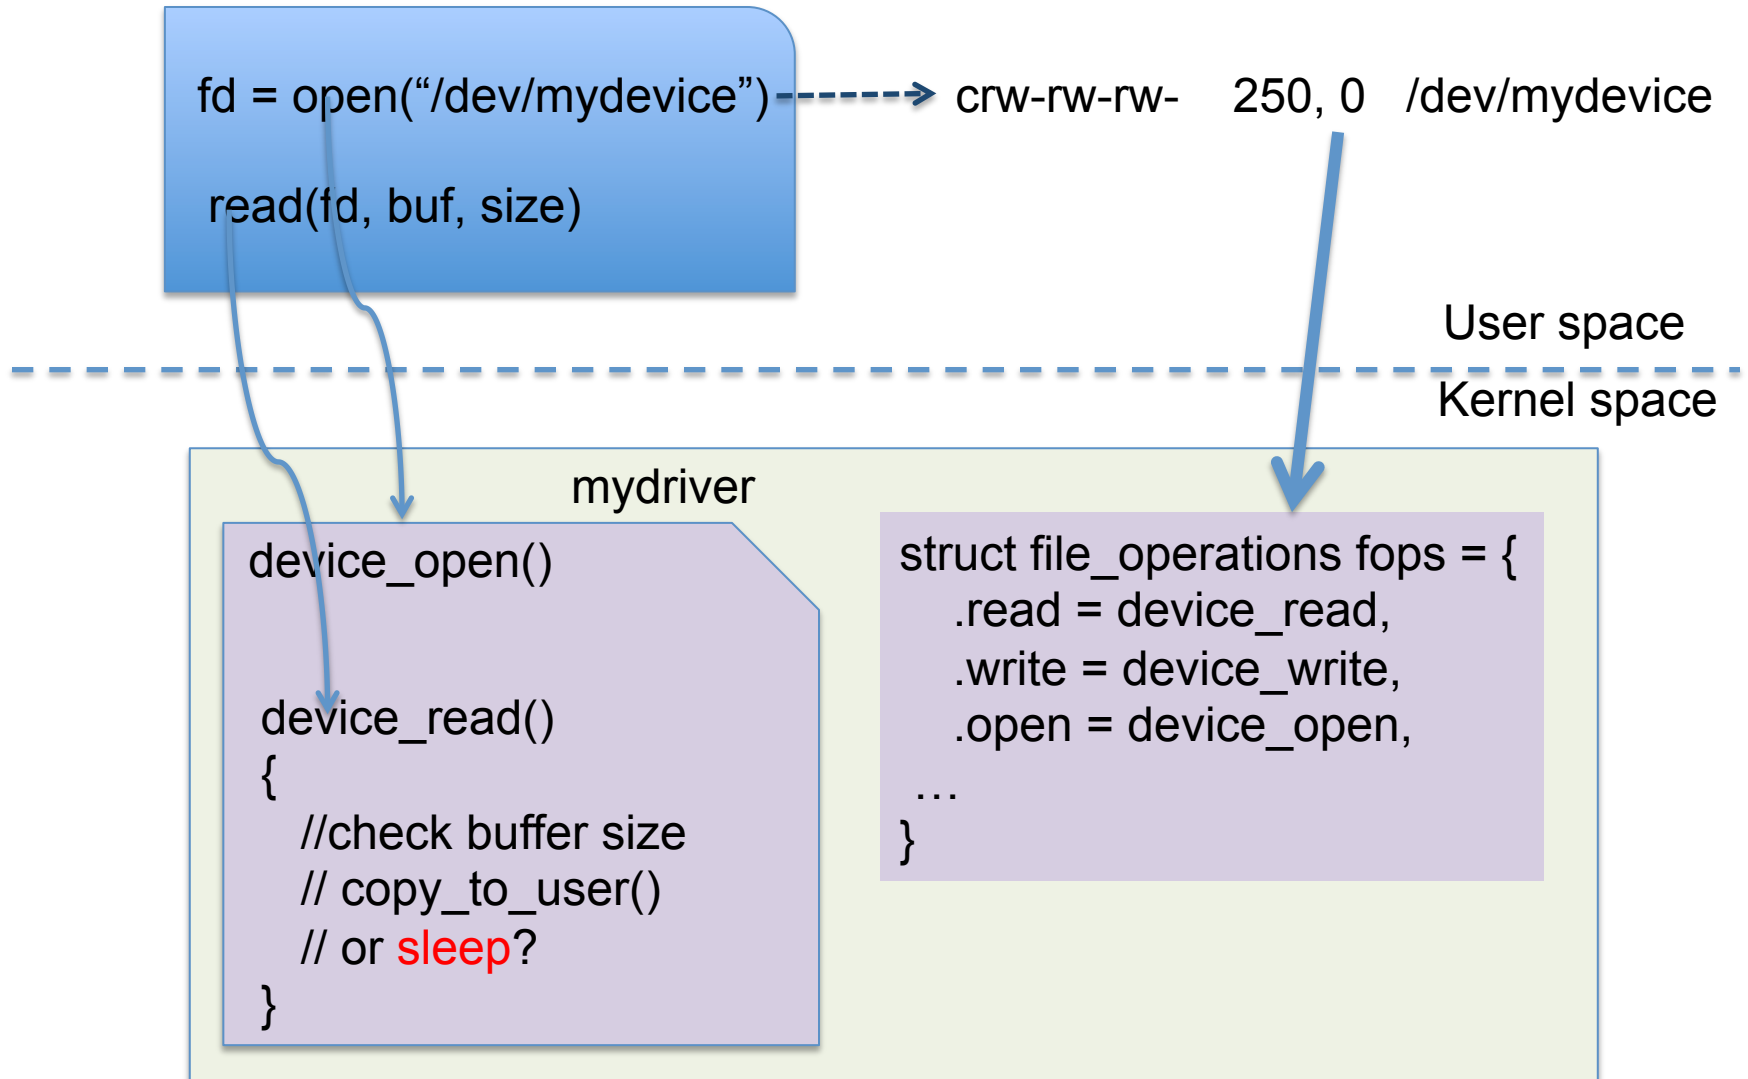 fd = open(“/dev/mydevice”)
crw-rw-rw- 250, 0 /dev/mydevice
read(fd, buf, size)
User space
Kernel space
mydriver
device_open()
device_read()
{
//check buffer size
// copy_to_user()
// or sleep?
}
struct file_operations fops = {
.read = device_read,
.write = device_write,
.open = device_open,
…
}